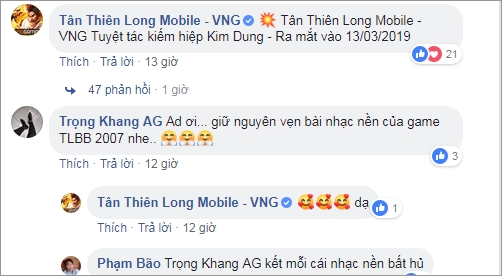 Tân Thiên Long Mobile - VNG 💥 Tân Thiên Long Mobile -
VNG Tuyệt tác kiếm hiệp Kim Dung - Ra mắt vào 13/03/2019
21
Thích · Trả lời · 13 giờ
47 phản hồi · 1 giờ
Trọng Khang AG Ad ơi... giữ nguyên vẹn bài nhạc nền của game
TLBB 2007 nhe.. 🤗🤗🤗
3
Thích · Trả lời · 12 giờ
Tân Thiên Long Mobile - VNG 🥰🥰🥰 dạ
1
Thích · Trả lời · 12 giờ
Phạm Bão Trọng Khang AG kết mỗi cái nhạc nền bất hủ